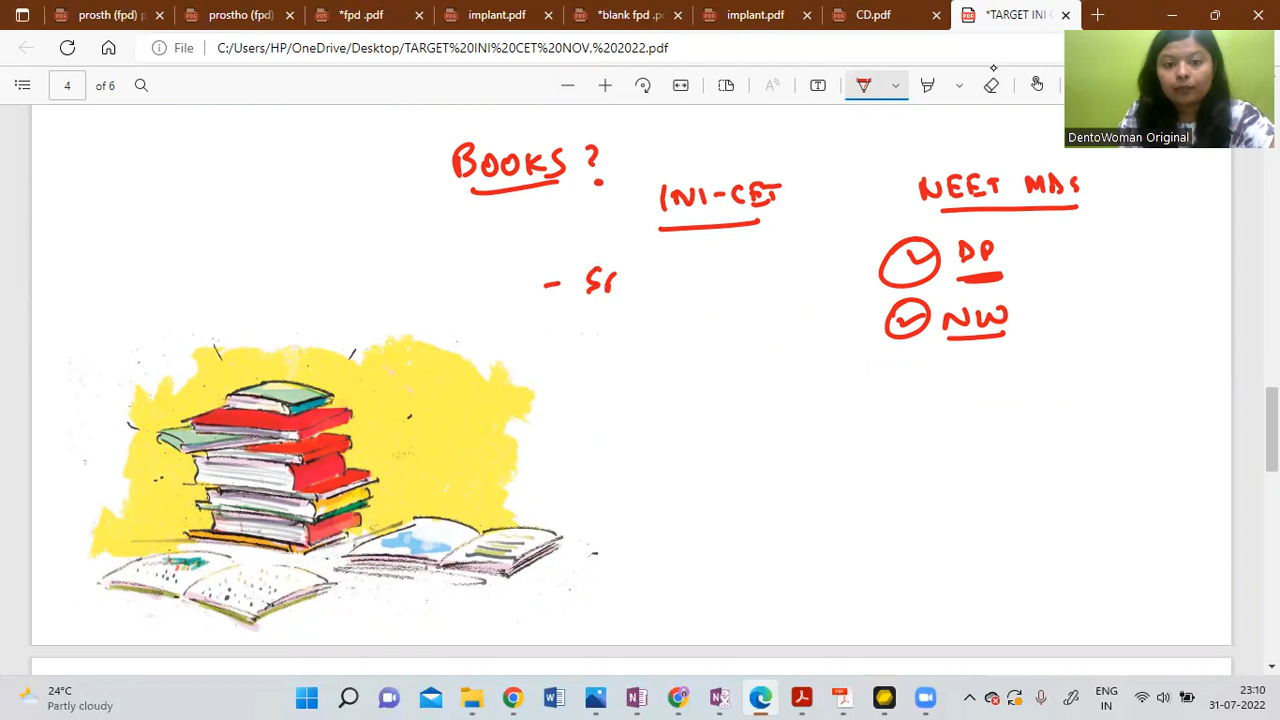 prosth (fpd)
prostho (fpd)
*fpd .pdf
implant.pdf
*blank fpd .pc
implant.pdf
CD.pdf
*TARGET INI C
File
C:/Users/HP/OneDrive/Desktop/TARGET%20INI%20CET%20NOV,%202022.pdf
4 of 6
DentoWoman Original
BOOKS ?
INI-CET
NEET MDS
DP
- SC
NW
24°C
Partly cloudy
ENG
IN
23:10
31-07-2022